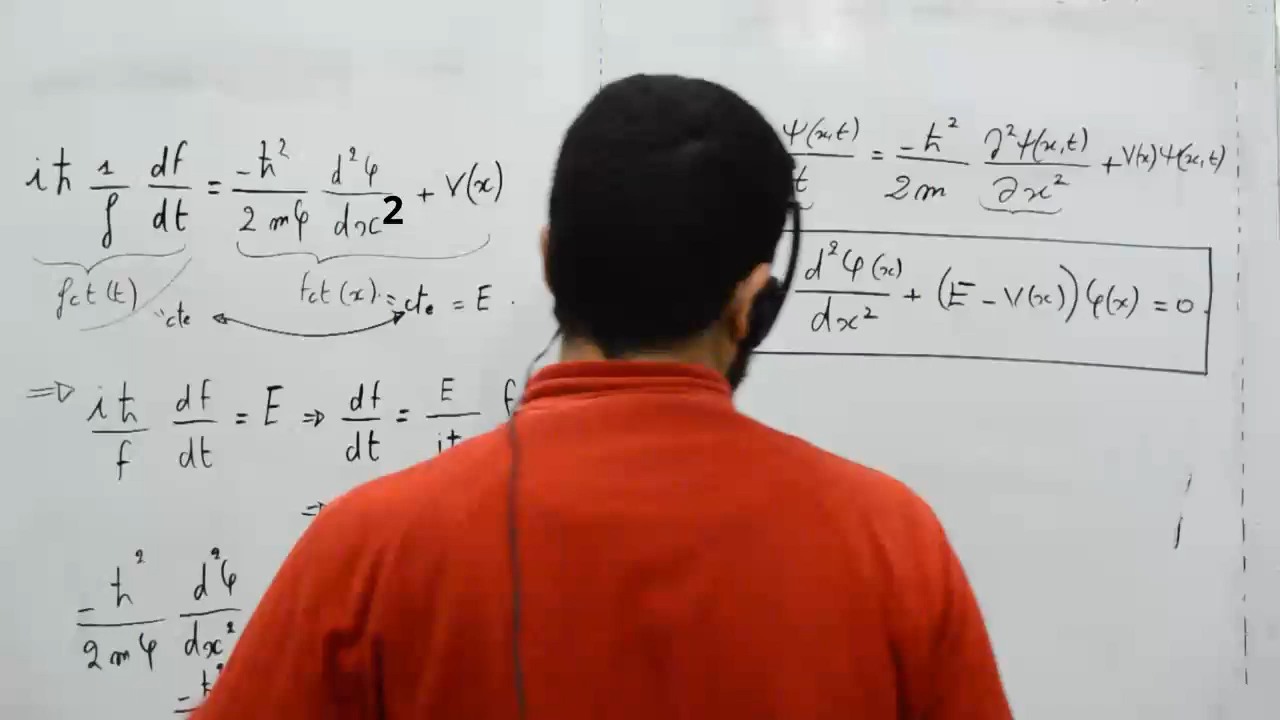 iħ 1/f df/dt = -ħ²/2mφ d²φ/dx² + V(x)
fct(t) fct(x) = cte = E
"cte
⇒ iħ/f df/dt = E ⇒ df/dt = E/iħ f
⇒
-ħ²/2mφ d²φ/dx²
-ħ²
ψ(x,t)/t = -ħ²/2m ∂²ψ(x,t)/∂x² + V(x)ψ(x,t)
d²φ(x)/dx² + (E - V(x))φ(x) = 0